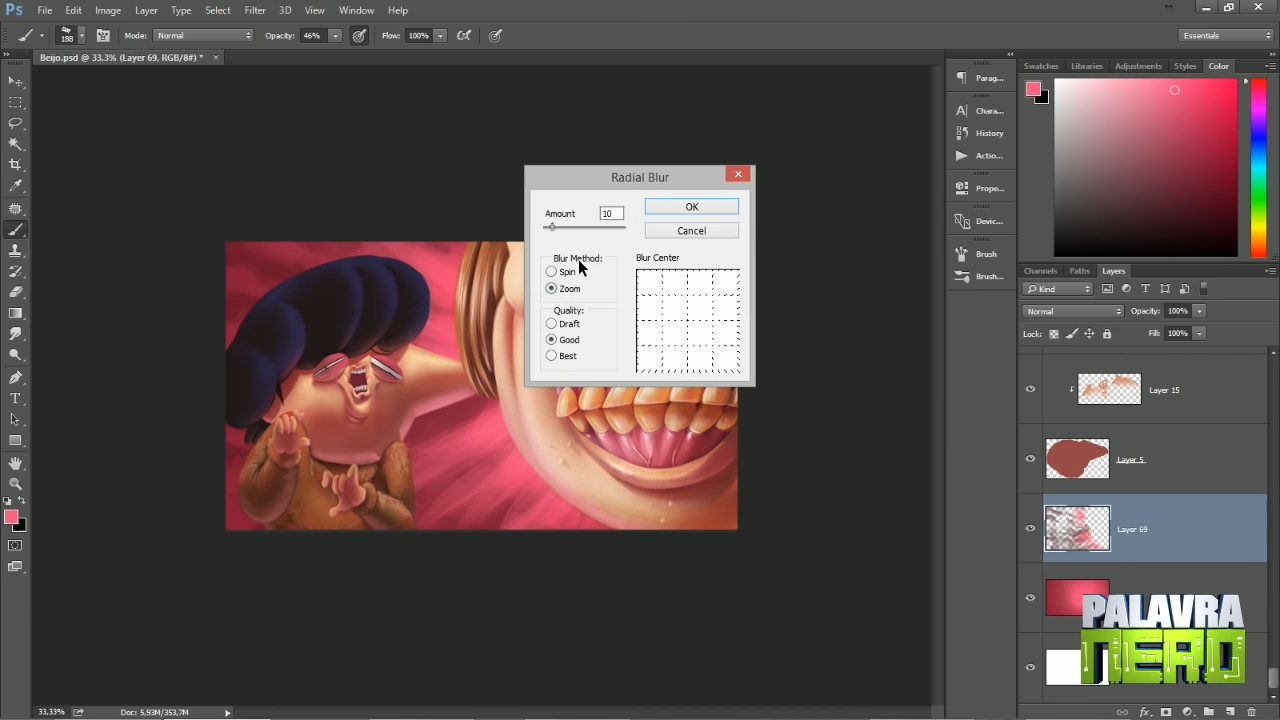 Ps File Edit Image Layer Type Select Filter 3D View Window Help
188 Mode: Normal Opacity: 46% Flow: 100% Essentials
Beijo.psd @ 33,3% (Layer 69, RGB/8#) *
Swatches Libraries Adjustments Styles Color
Parag...
Chara...
History
Actio...
Prope...
Devic...
Brush
Brush...
Radial Blur
Amount 10
OK
Cancel
Blur Method:
Spin
Zoom
Quality:
Draft
Good
Best
Blur Center
Channels Paths Layers
Kind
Normal Opacity: 100%
Lock: Fill: 100%
Layer 15
Layer 5
Layer 69
PALAVRA
NERD
33,33% Doc: 5,93M/353,7M